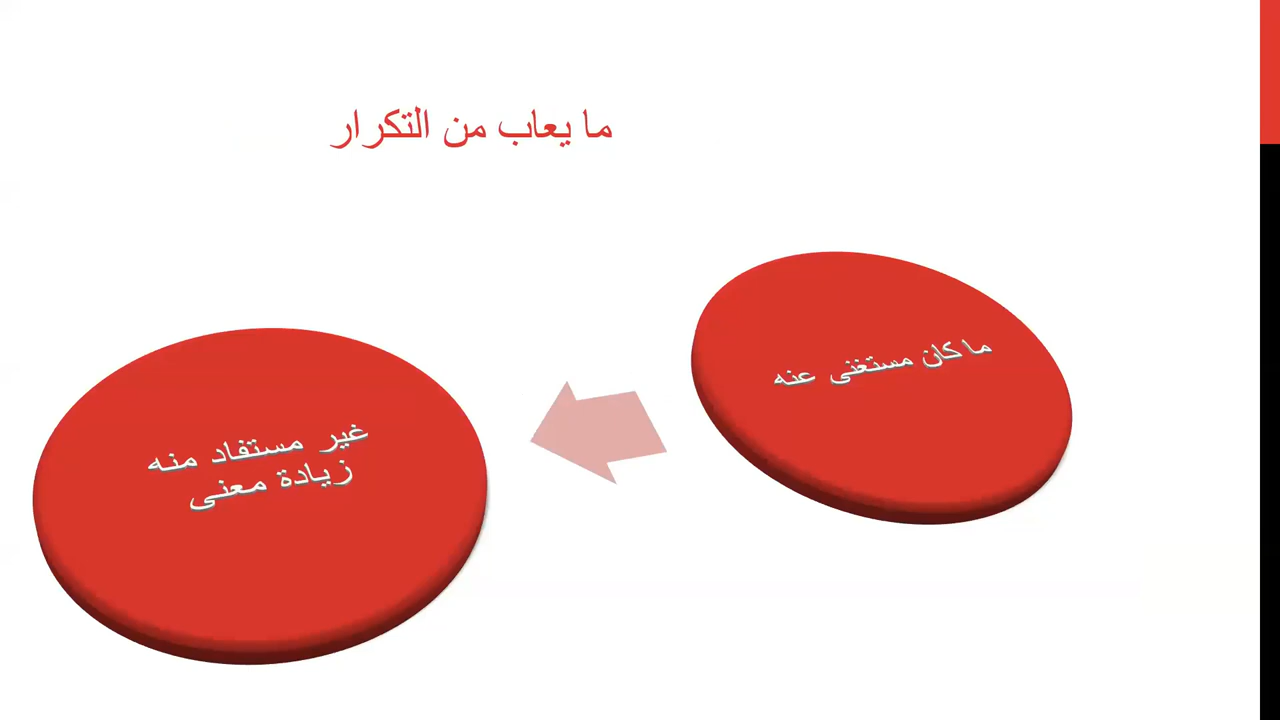 ما يعاب من التكرار
ما كان مستغنى عنه
غير مستفاد منه
زيادة معنى